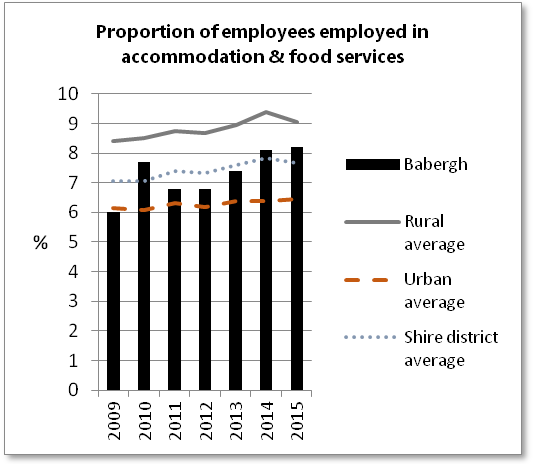 Proportion of employees employed in
accommodation & food services
10
9
8
7
6
5
4
3
2
1
0
%
2009
2010
2011
2012
2013
2014
2015
Babergh
Rural
average
Urban
average
Shire district
average